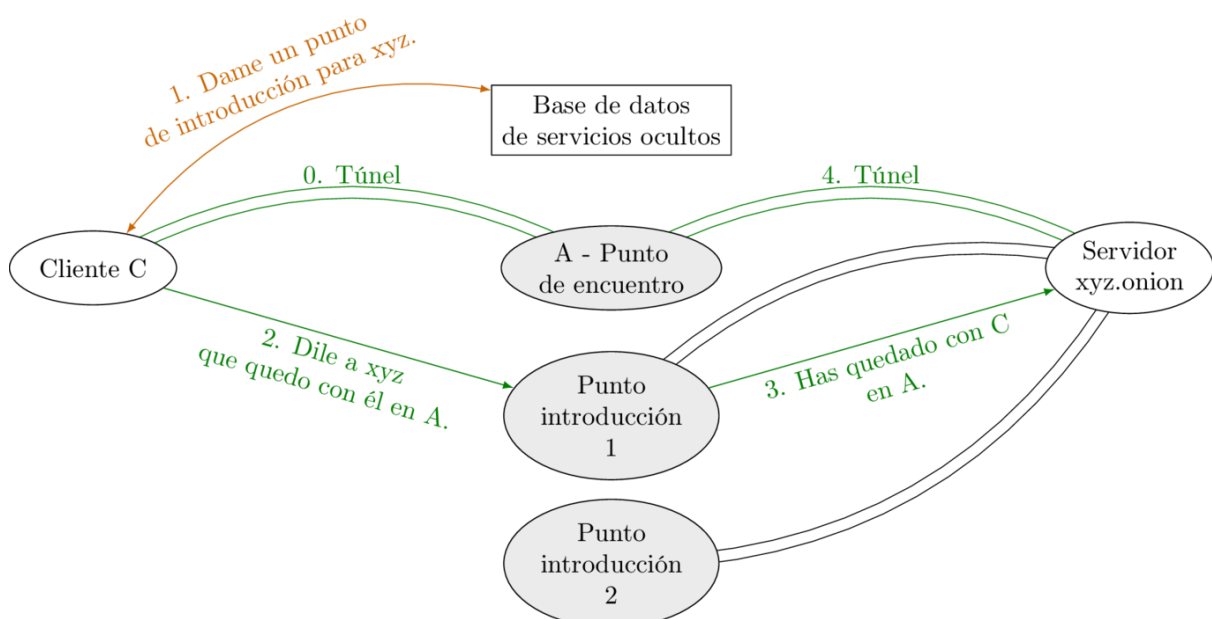 1. Dame un punto
de introducción para xyz.
Base de datos
de servicios ocultos
0. Túnel
4. Túnel
Cliente C
A - Punto
de encuentro
Servidor
xyz.onion
2. Dile a xyz
que quedo con él en A.
3. Has quedado con C
en A.
Punto
introducción
1
Punto
introducción
2